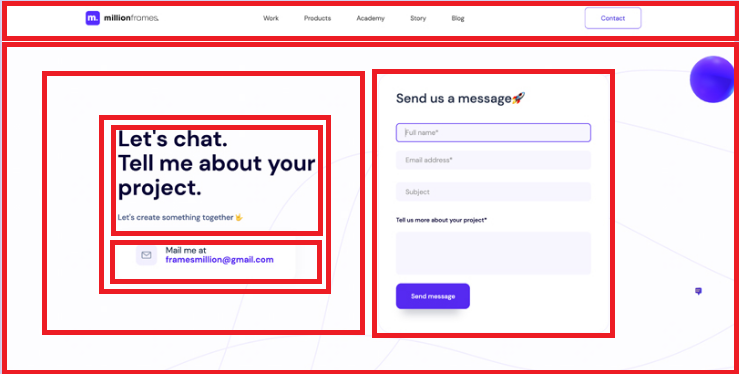 m. millionframes.
Work Products Academy Story Blog Contact
Let's chat.
Tell me about your
project.
Let's create something together🤟
Mail me at
framesmillion@gmail.com
Send us a message🚀
Full name*
Email address*
Subject
Tell us more about your project*
Send message